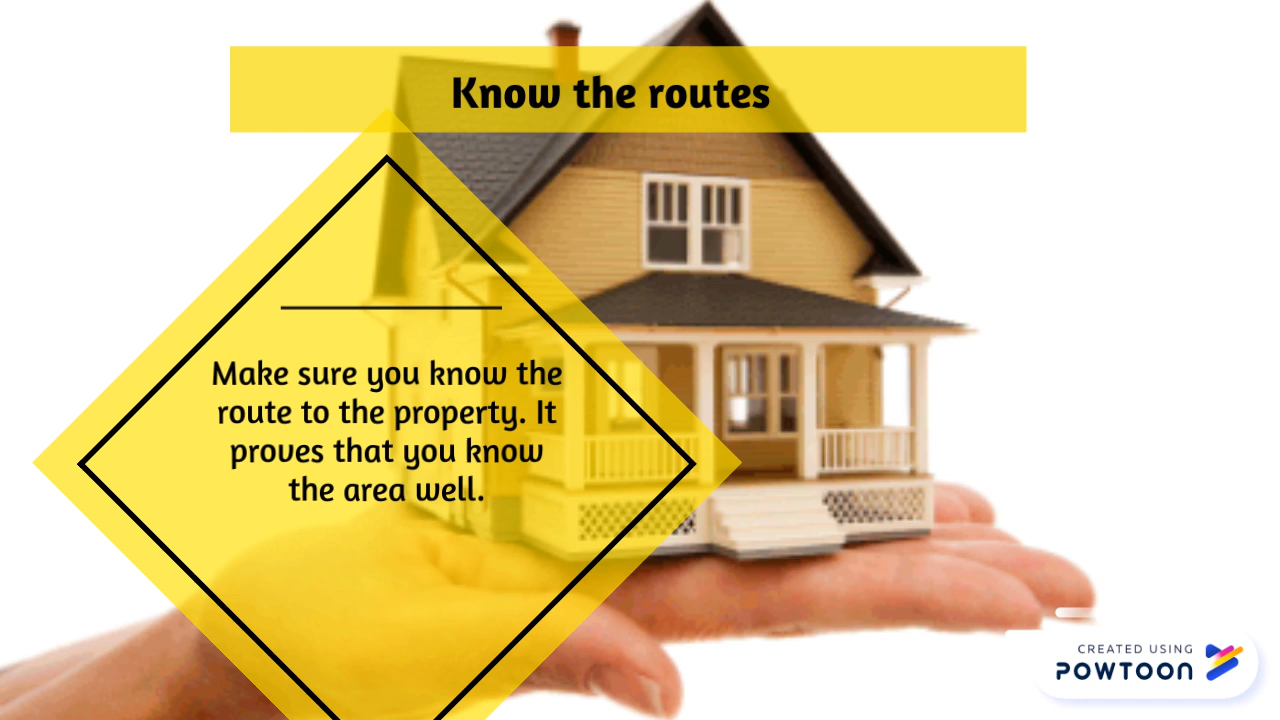 Know the routes
Make sure you know the
route to the property. It
proves that you know
the area well.
CREATED USING
POWTOON